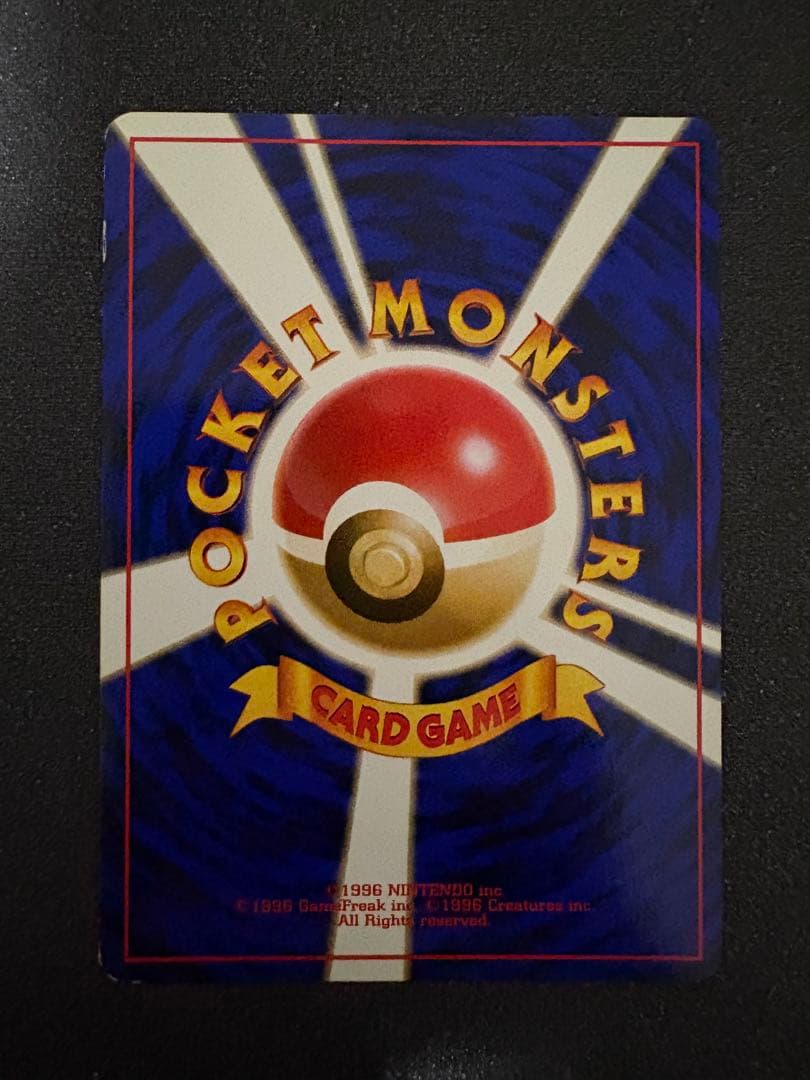 POCKET MONSTERS
CARD GAME
©1996 NINTENDO inc.
©1996 GameFreak inc. ©1996 Creatures inc.
All Rights reserved.